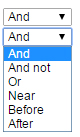 And
And
And
And not
Or
Near
Before
After